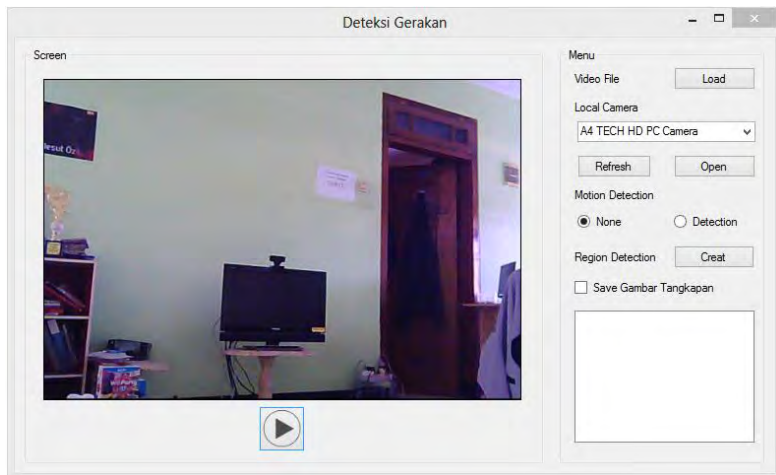 Deteksi Gerakan
Screen
Mesut Özil
Menu
Video File
Load
Local Camera
A4 TECH HD PC Camera
Refresh
Open
Motion Detection
None
Detection
Region Detection
Creat
Save Gambar Tangkapan